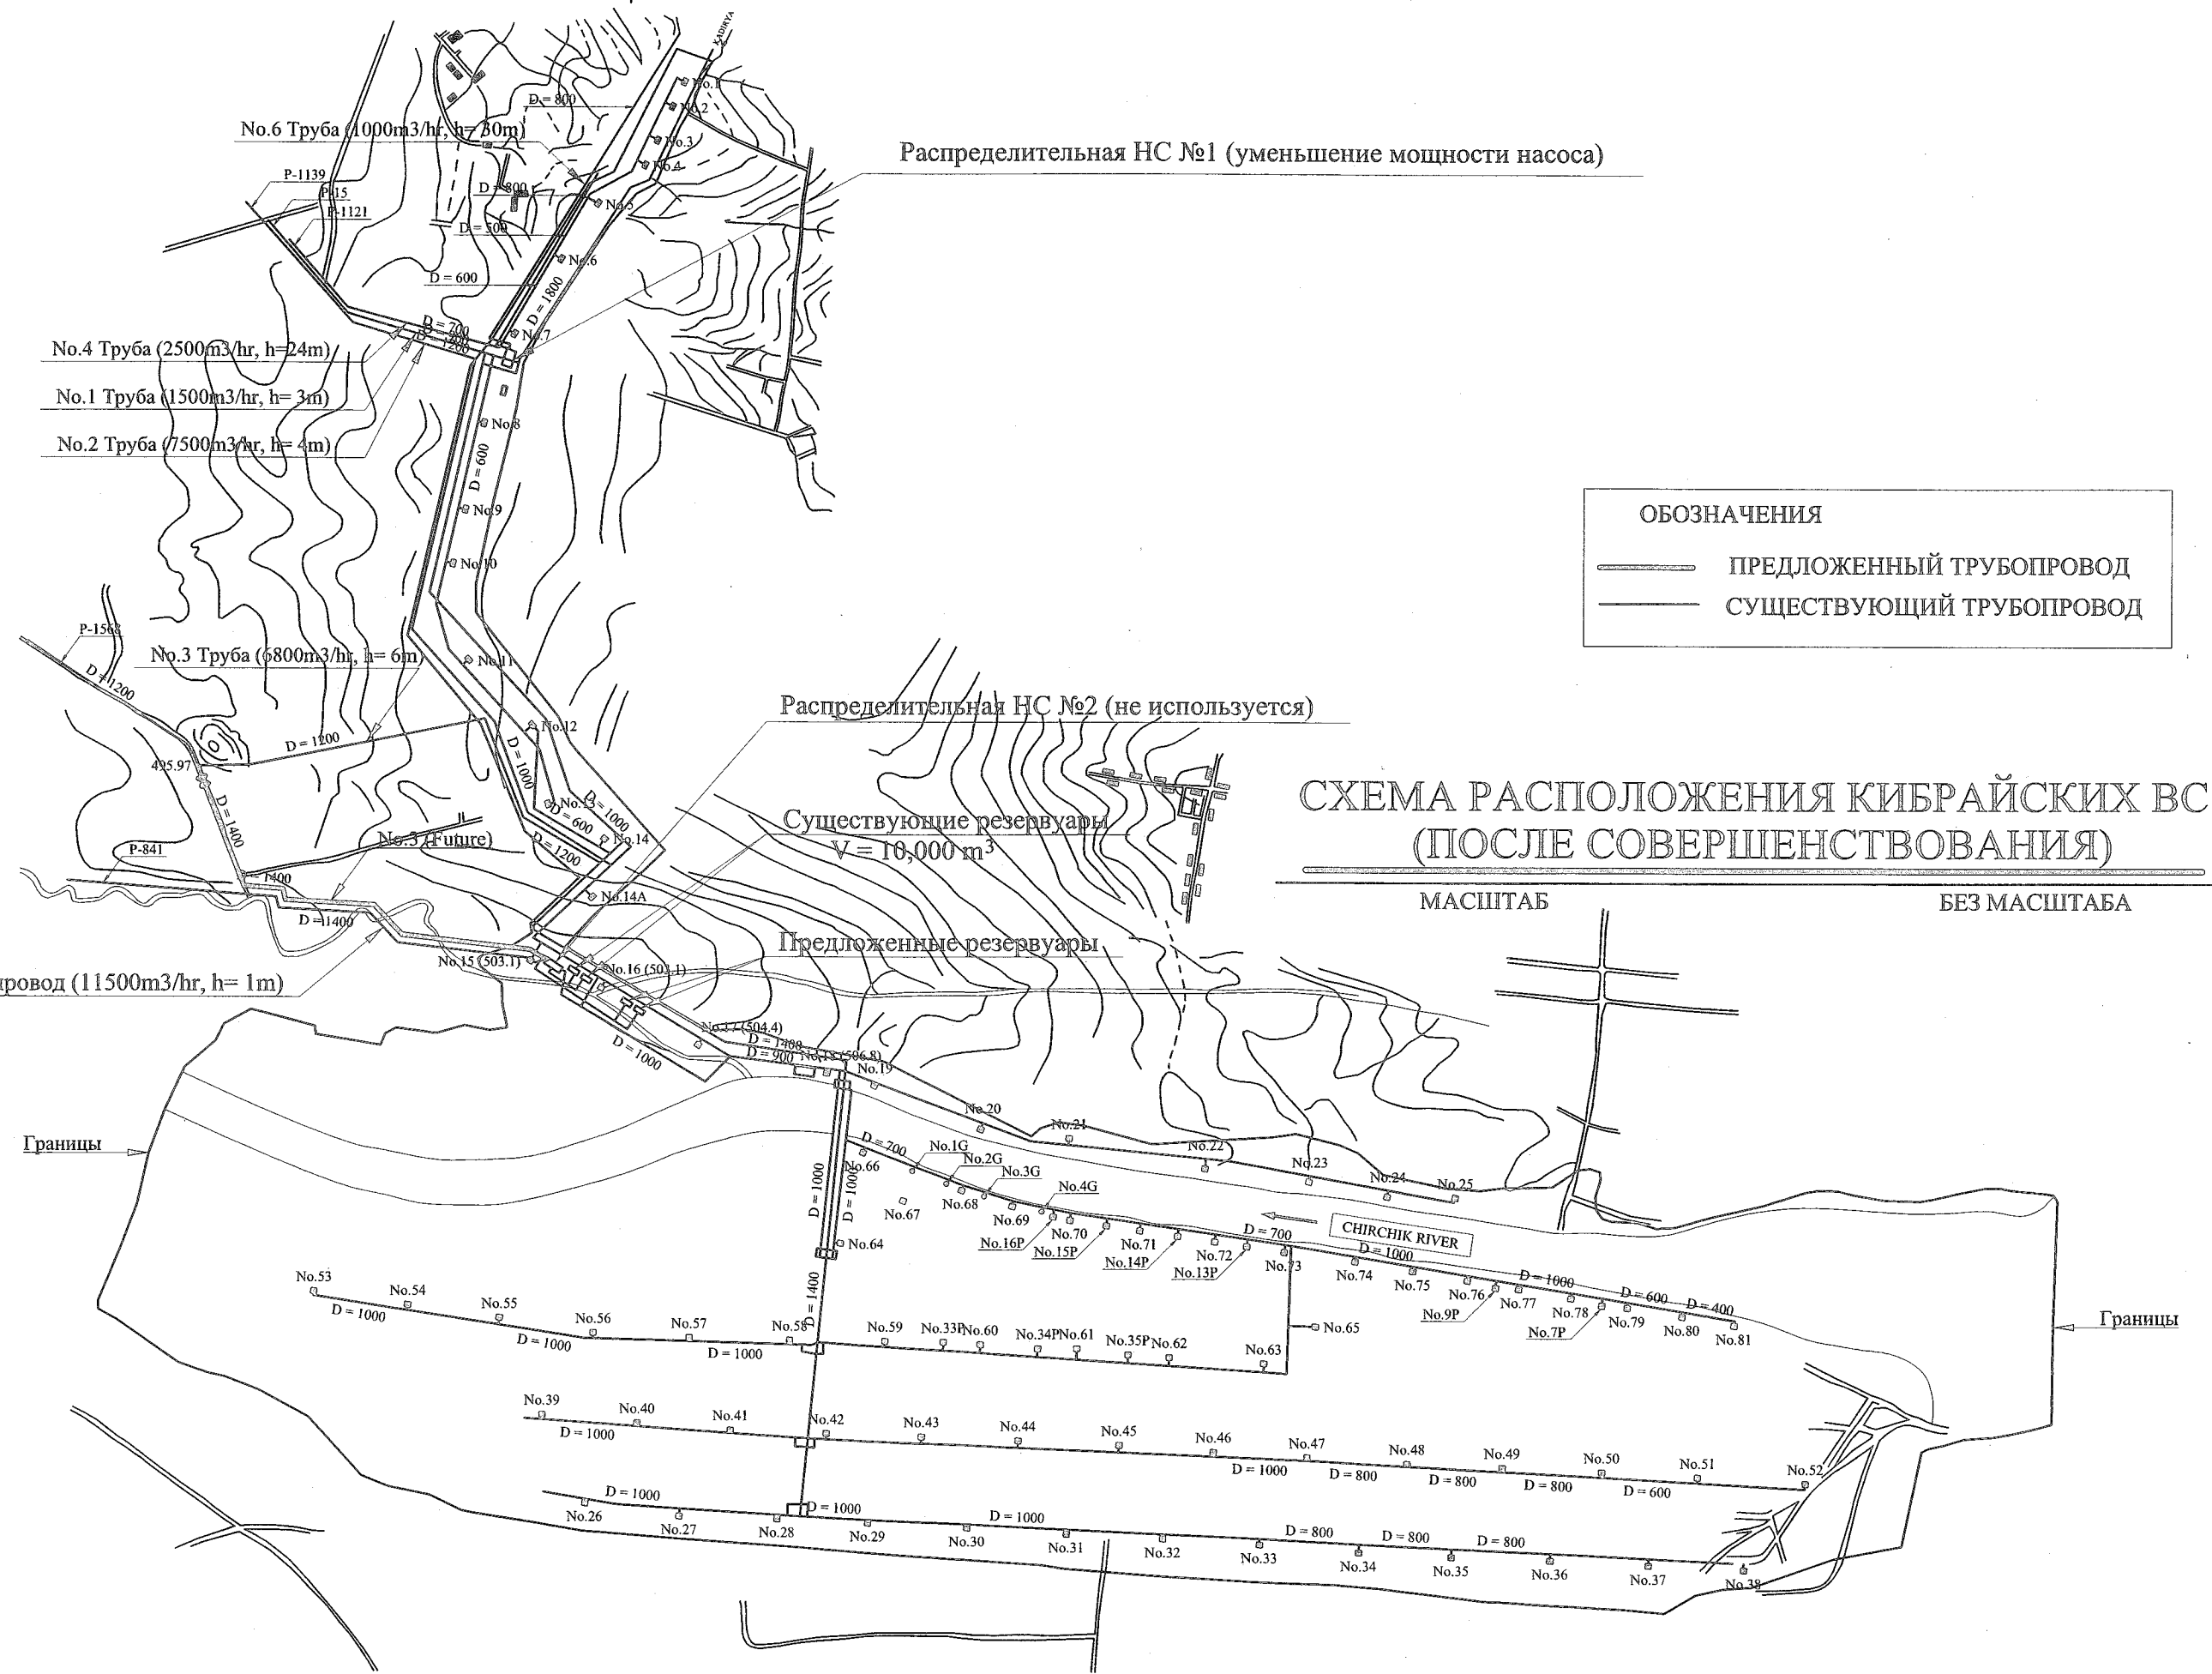 KADIRYA
No.1
D = 800
No.2
No.6 Труба (1000m3/hr, h= 30m)
No.3
Распределительная НС №1 (уменьшение мощности насоса)
No.4
P-1139
D = 800
P-15
No.5
P-1121
D = 500
No.6
D = 600
D = 1800
D = 700
No.7
D = 1200
No.4 Труба (2500m3/hr, h=24m)
No.1 Труба (1500m3/hr, h= 3m)
No.8
No.2 Труба (7500m3/hr, h= 4m)
D = 600
No.9
ОБОЗНАЧЕНИЯ
No.10
ПРЕДЛОЖЕННЫЙ ТРУБОПРОВОД
СУЩЕСТВУЮЩИЙ ТРУБОПРОВОД
P-1568
No.3 Труба (6800m3/hr, h= 6m)
No.11
D = 1200
Распределительная НС №2 (не используется)
No.12
D = 1200
495.97
D = 1000
СХЕМА РАСПОЛОЖЕНИЯ КИБРАЙСКИХ ВС
(ПОСЛЕ СОВЕРШЕНСТВОВАНИЯ)
No.13
D = 1000
D = 600
D = 1400
Существующие резервуары
V = 10,000 m³
No.3 (Future)
No.14
P-841
D = 1200
D = 1400
No.14A
МАСШТАБ
БЕЗ МАСШТАБА
D = 1400
Предложенные резервуары
No.15 (503.1)
No.16 (503.1)
провод (11500m3/hr, h= 1m)
No.17 (504.4)
D = 1400
D = 900
No.18 (506.8)
D = 1000
No.19
No.20
No.21
No.22
No.23
No.24
No.25
Границы
D = 700
No.66
No.1G
No.2G
No.3G
No.4G
No.67
No.68
No.69
No.70
No.16P
No.15P
No.71
No.14P
No.72
No.13P
D = 700
No.73
CHIRCHIK RIVER
D = 1000
No.74
No.75
No.76
D = 1000
No.9P
No.77
No.78
No.7P
D = 600
No.79
D = 400
No.80
No.81
Границы
D = 1000
D = 1000
No.64
D = 1400
No.65
No.53
No.54
No.55
No.56
No.57
No.58
No.59
No.33P
No.60
No.34P
No.61
No.35P
No.62
No.63
D = 1000
D = 1000
D = 1000
No.39
No.40
No.41
No.42
No.43
No.44
No.45
No.46
No.47
No.48
No.49
No.50
No.51
No.52
D = 1000
D = 1000
D = 800
D = 800
D = 800
D = 600
D = 1000
D = 1000
D = 1000
D = 800
D = 800
D = 800
No.26
No.27
No.28
No.29
No.30
No.31
No.32
No.33
No.34
No.35
No.36
No.37
No.38